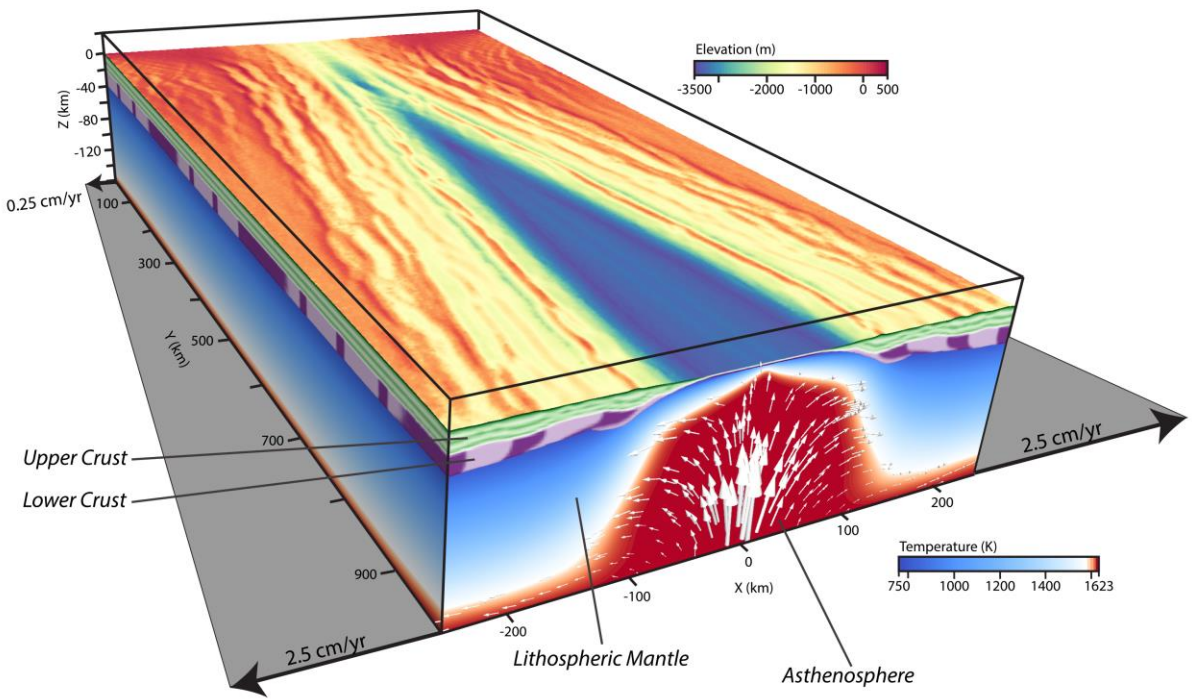 Elevation (m)
-3500 -2000 -1000 0 500
0
-40
-80
-120
Z (km)
0.25 cm/yr
100
300
500
Y (km)
700
900
Upper Crust
Lower Crust
2.5 cm/yr
200
100
0
-100
-200
X (km)
Temperature (K)
750 1000 1200 1400 1623
2.5 cm/yr
Lithospheric Mantle
Asthenosphere